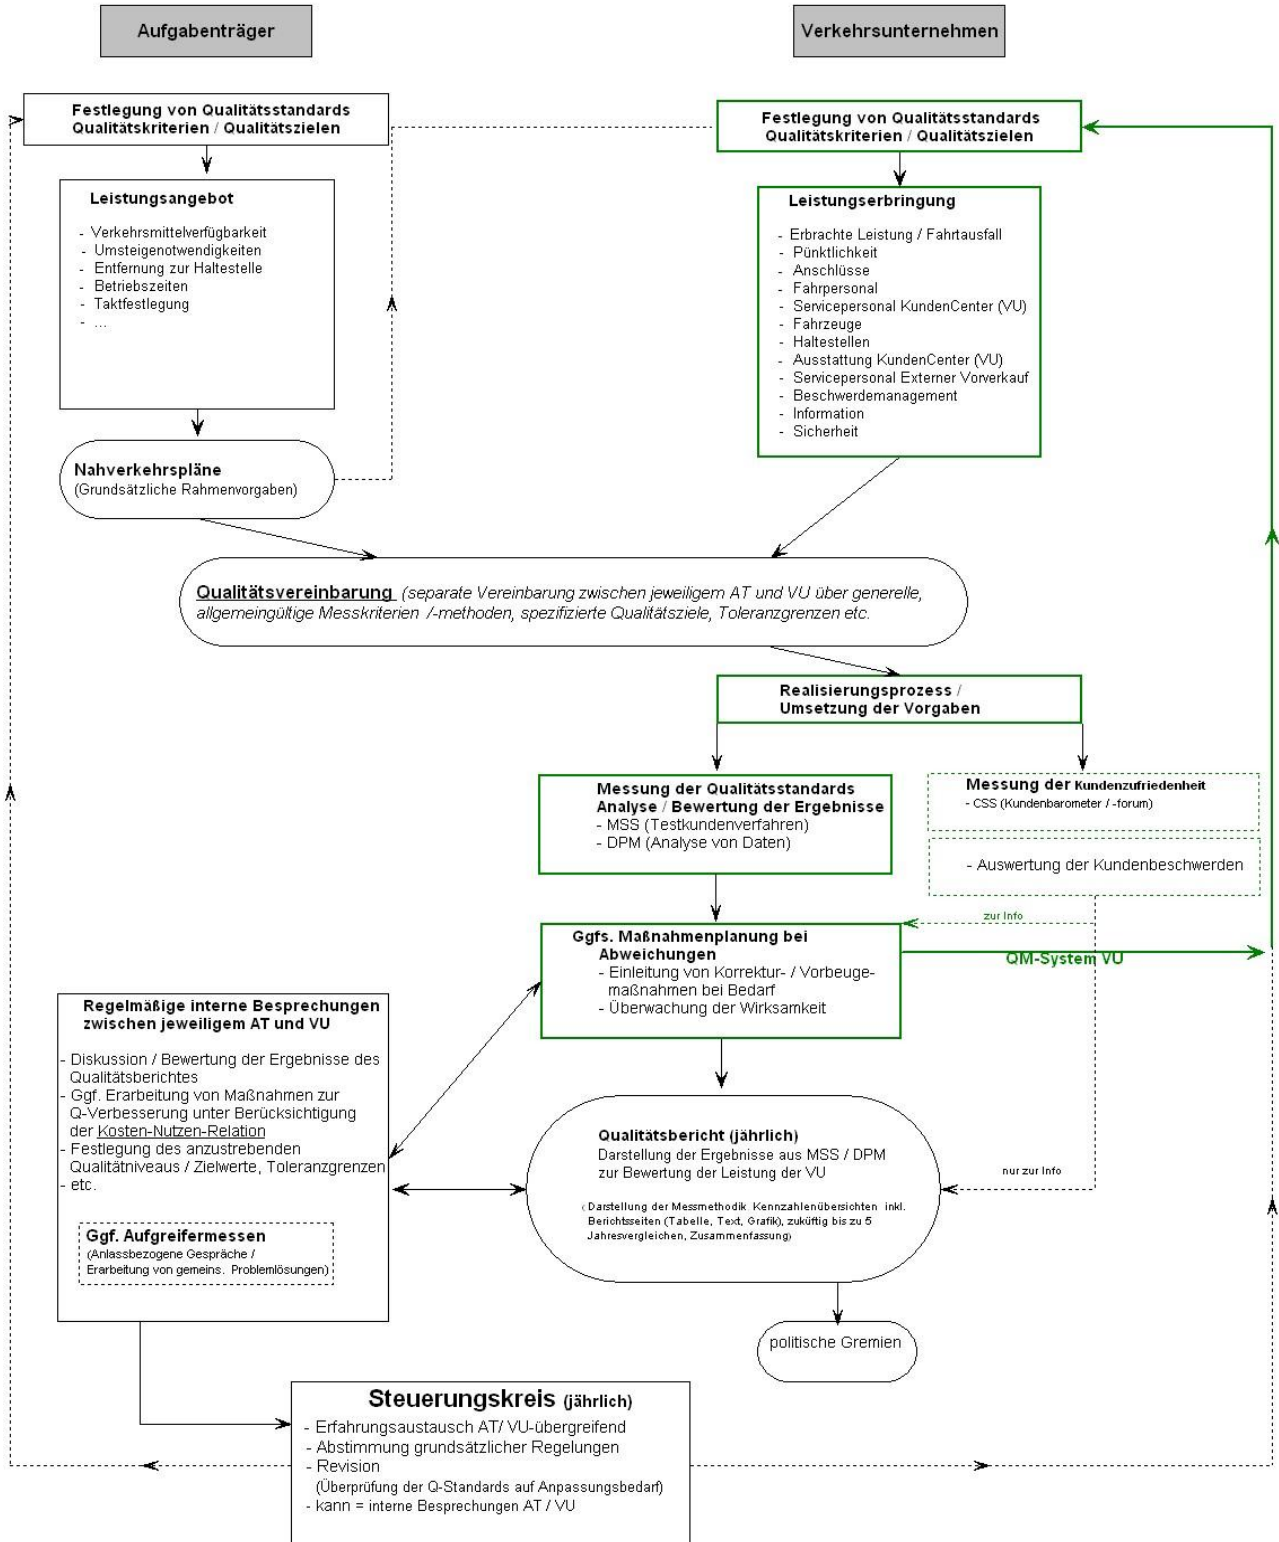 Aufgabenträger
Verkehrsunternehmen
Festlegung von Qualitätsstandards
Qualitätskriterien / Qualitätszielen
Leistungsangebot
- Verkehrsmittelverfügbarkeit
- Umsteigenotwendigkeiten
- Entfernung zur Haltestelle
- Betriebszeiten
- Taktfestlegung
- ...
Nahverkehrspläne
(Grundsätzliche Rahmenvorgaben)
Festlegung von Qualitätsstandards
Qualitätskriterien / Qualitätszielen
Leistungserbringung
- Erbrachte Leistung / Fahrtausfall
- Pünktlichkeit
- Anschlüsse
- Fahrpersonal
- Servicepersonal KundenCenter (VU)
- Fahrzeuge
- Haltestellen
- Ausstattung KundenCenter (VU)
- Servicepersonal Externer Vorverkauf
- Beschwerdemanagement
- Information
- Sicherheit
Qualitätsvereinbarung (separate Vereinbarung zwischen jeweiligem AT und VU über generelle,
allgemeingültige Messkriterien /-methoden, spezifizierte Qualitätsziele, Toleranzgrenzen etc.
Realisierungsprozess /
Umsetzung der Vorgaben
Messung der Qualitätsstandards
Analyse / Bewertung der Ergebnisse
- MSS (Testkundenverfahren)
- DPM (Analyse von Daten)
Messung der Kundenzufriedenheit
- CSS (Kundenbarometer / -forum)
- Auswertung der Kundenbeschwerden
zur Info
Ggfs. Maßnahmenplanung bei
Abweichungen
- Einleitung von Korrektur- / Vorbeuge-
maßnahmen bei Bedarf
- Überwachung der Wirksamkeit
QM-System VU
Regelmäßige interne Besprechungen
zwischen jeweiligem AT und VU
- Diskussion / Bewertung der Ergebnisse des
Qualitätsberichtes
- Ggf. Erarbeitung von Maßnahmen zur
Q-Verbesserung unter Berücksichtigung
der Kosten-Nutzen-Relation
- Festlegung des anzustrebenden
Qualitätniveaus / Zielwerte, Toleranzgrenzen
- etc.
Ggf. Aufgreifermessen
(Anlassbezogene Gespräche /
Erarbeitung von gemeins. Problemlösungen)
Qualitätsbericht (jährlich)
Darstellung der Ergebnisse aus MSS / DPM
zur Bewertung der Leistung der VU
( Darstellung der Messmethodik Kennzahlenübersichten inkl.
Berichtsseiten (Tabelle, Text, Grafik), zuküftig bis zu 5
Jahresvergleichen, Zusammenfassung)
nur zur Info
politische Gremien
Steuerungskreis (jährlich)
- Erfahrungsaustausch AT/ VU-übergreifend
- Abstimmung grundsätzlicher Regelungen
- Revision
(Überprüfung der Q-Standards auf Anpassungsbedarf)
- kann = interne Besprechungen AT / VU